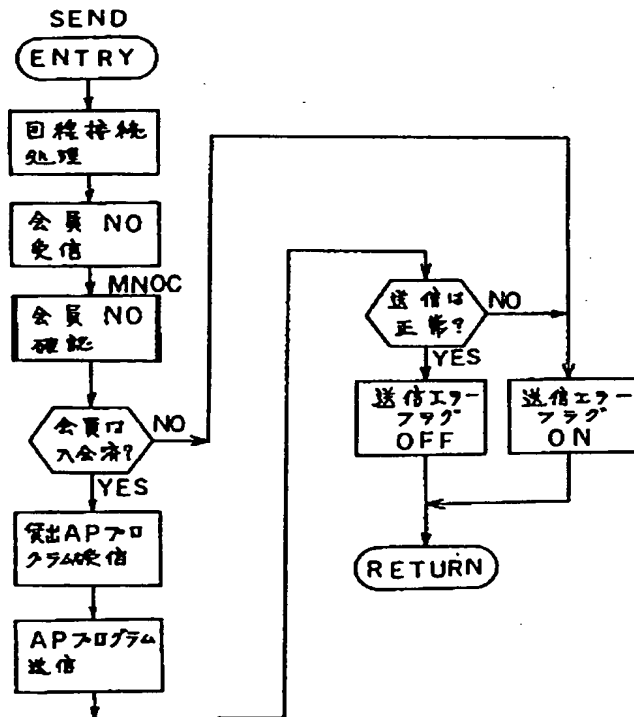 SEND
ENTRY
回線接続
処理
会員 NO
受信
MNOC
会員 NO
確認
会員は
入会済?
NO
YES
貸出APプロ
グラム受信
APプログラム
送信
送信は
正常?
NO
YES
送信エラー
フラグ
OFF
送信エラー
フラグ
ON
RETURN